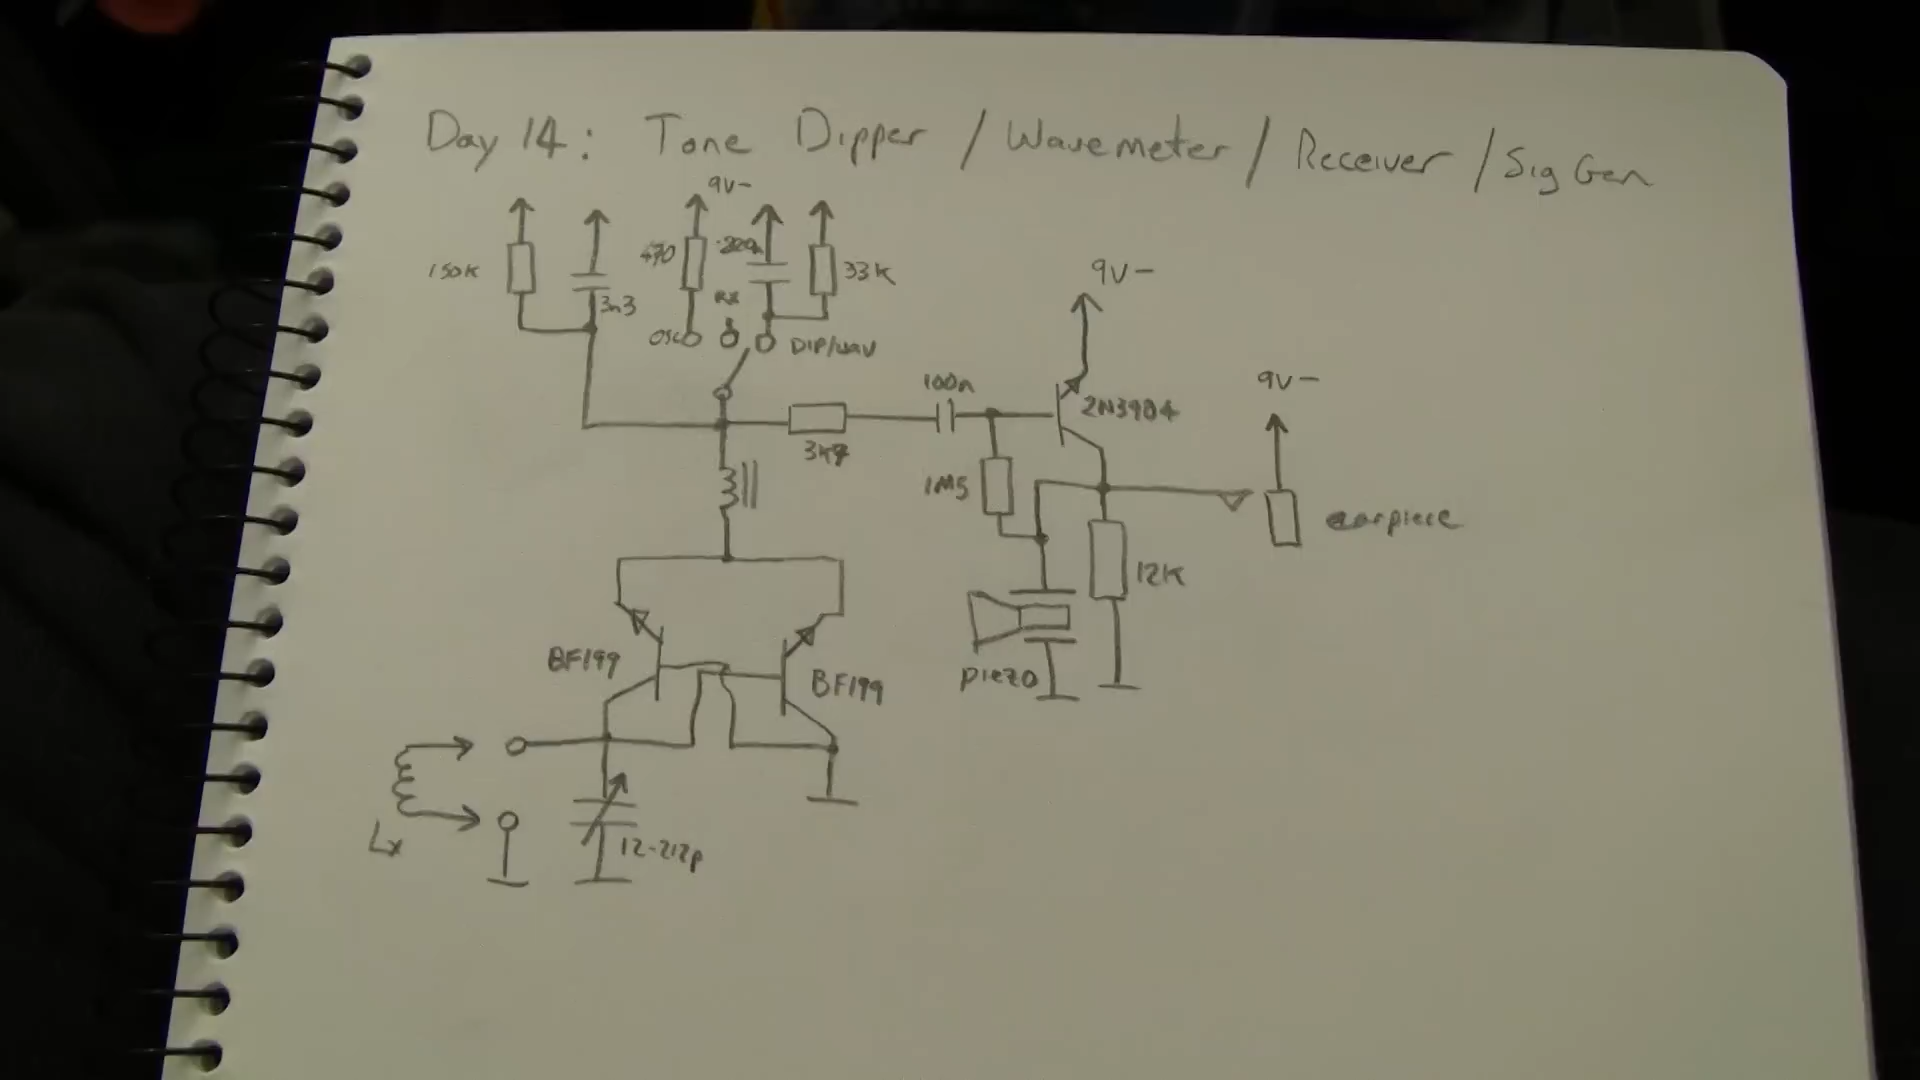 Day 14: Tone Dipper / Wavemeter / Receiver / Sig Gen
9V-
150K
3n3
470
33K
RX
OSC
DIP/WAV
9V-
100n
2N3904
9V-
1M5
earpiece
12K
piezo
BF199
BF199
Lx
12-212p